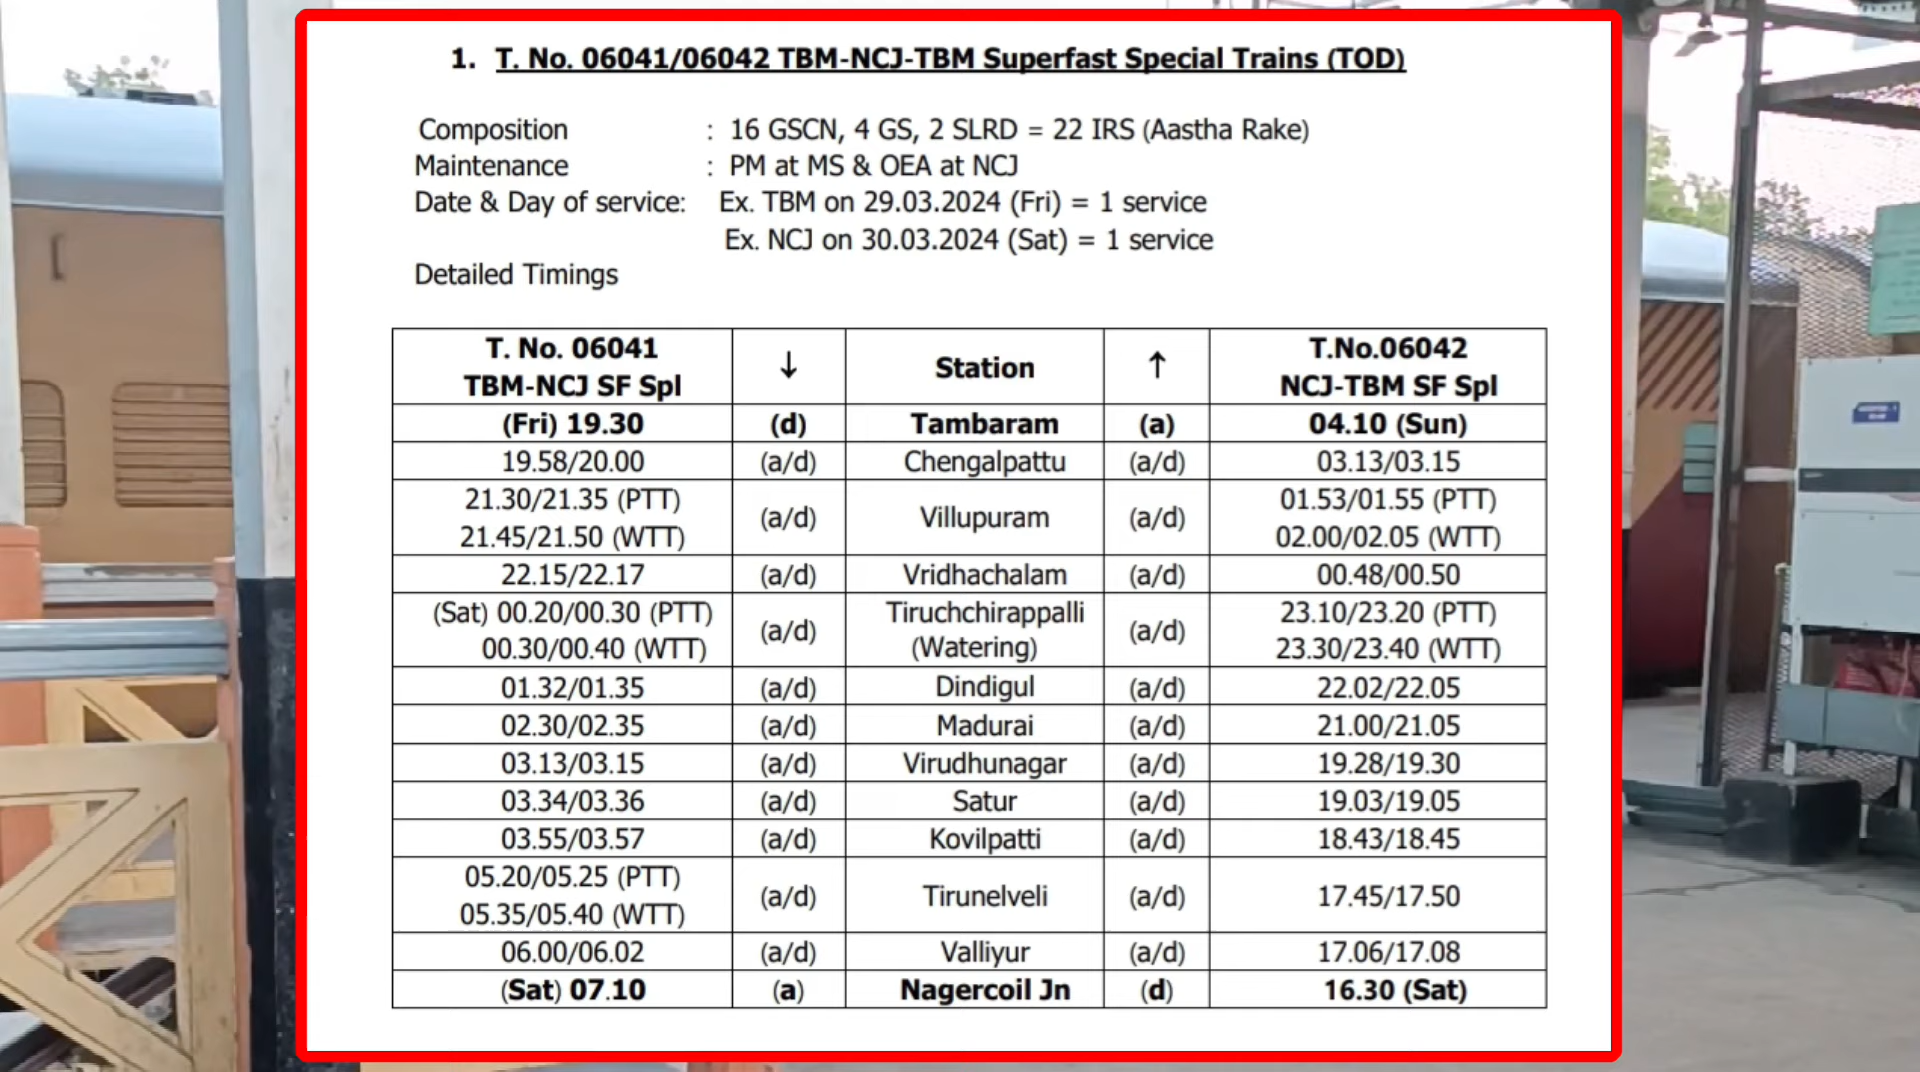 1. T. No. 06041/06042 TBM-NCJ-TBM Superfast Special Trains (TOD)
Composition : 16 GSCN, 4 GS, 2 SLRD = 22 IRS (Aastha Rake)
Maintenance : PM at MS & OEA at NCJ
Date & Day of service: Ex. TBM on 29.03.2024 (Fri) = 1 service
Ex. NCJ on 30.03.2024 (Sat) = 1 service
Detailed Timings
T. No. 06041 TBM-NCJ SF Spl ↓ Station ↑ T.No.06042 NCJ-TBM SF Spl
(Fri) 19.30 (d) Tambaram (a) 04.10 (Sun)
19.58/20.00 (a/d) Chengalpattu (a/d) 03.13/03.15
21.30/21.35 (PTT) 21.45/21.50 (WTT) (a/d) Villupuram (a/d) 01.53/01.55 (PTT) 02.00/02.05 (WTT)
22.15/22.17 (a/d) Vridhachalam (a/d) 00.48/00.50
(Sat) 00.20/00.30 (PTT) 00.30/00.40 (WTT) (a/d) Tiruchchirappalli (Watering) (a/d) 23.10/23.20 (PTT) 23.30/23.40 (WTT)
01.32/01.35 (a/d) Dindigul (a/d) 22.02/22.05
02.30/02.35 (a/d) Madurai (a/d) 21.00/21.05
03.13/03.15 (a/d) Virudhunagar (a/d) 19.28/19.30
03.34/03.36 (a/d) Satur (a/d) 19.03/19.05
03.55/03.57 (a/d) Kovilpatti (a/d) 18.43/18.45
05.20/05.25 (PTT) 05.35/05.40 (WTT) (a/d) Tirunelveli (a/d) 17.45/17.50
06.00/06.02 (a/d) Valliyur (a/d) 17.06/17.08
(Sat) 07.10 (a) Nagercoil Jn (d) 16.30 (Sat)